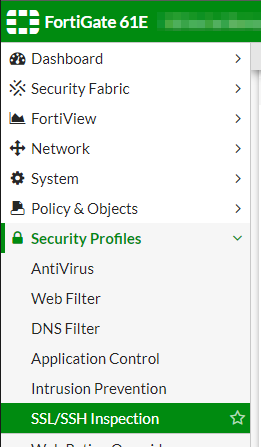 FortiGate 61E
Dashboard
Security Fabric
FortiView
Network
System
Policy & Objects
Security Profiles
AntiVirus
Web Filter
DNS Filter
Application Control
Intrusion Prevention
SSL/SSH Inspection